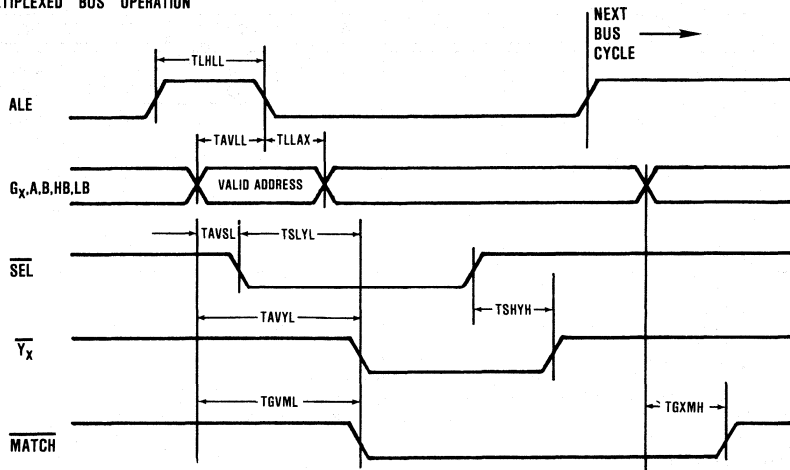 TIPLEXED BUS OPERATION
NEXT
BUS
CYCLE
TLHLL
ALE
TAVLL
TLLAX
GX,A,B,HB,LB
VALID ADDRESS
TAVSL
TSLYL
SEL
TSHYH
TAVYL
YX
TGVML
TGXMH
MATCH